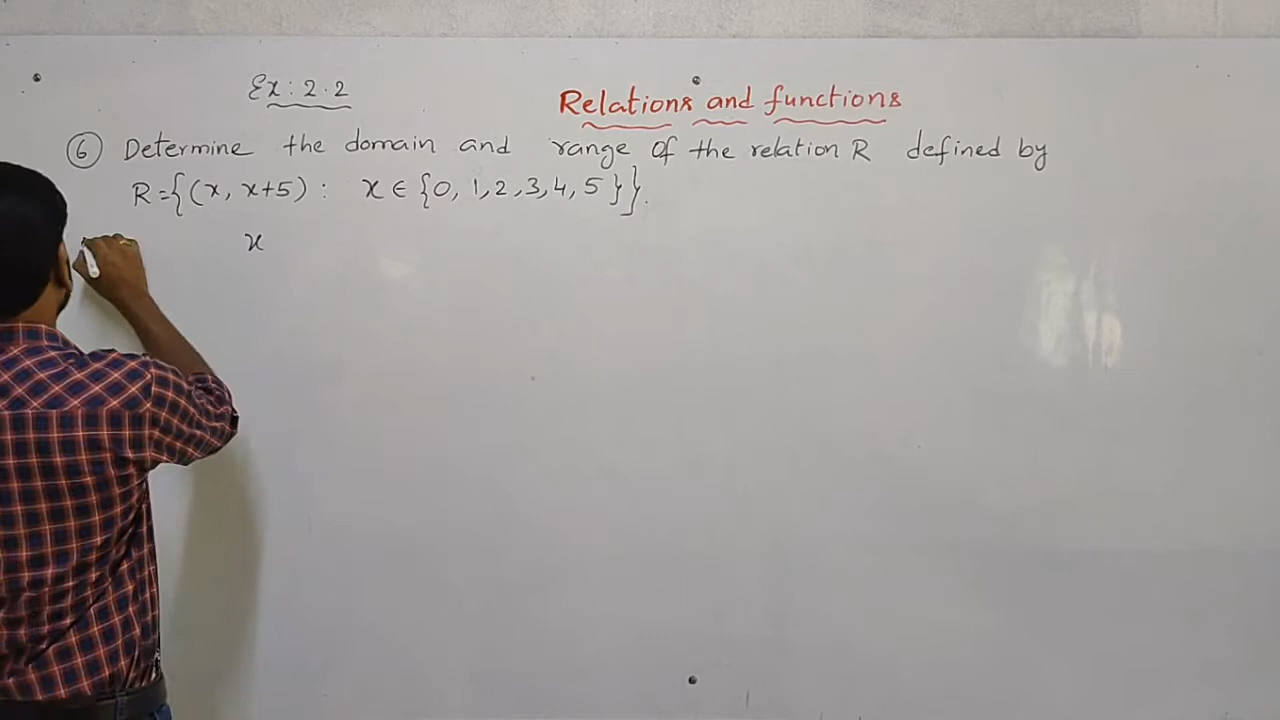 Ex: 2.2
Relations and functions
6 Determine the domain and range of the relation R defined by
R={(x, x+5) : x ∈ {0, 1, 2, 3, 4, 5}}.
x